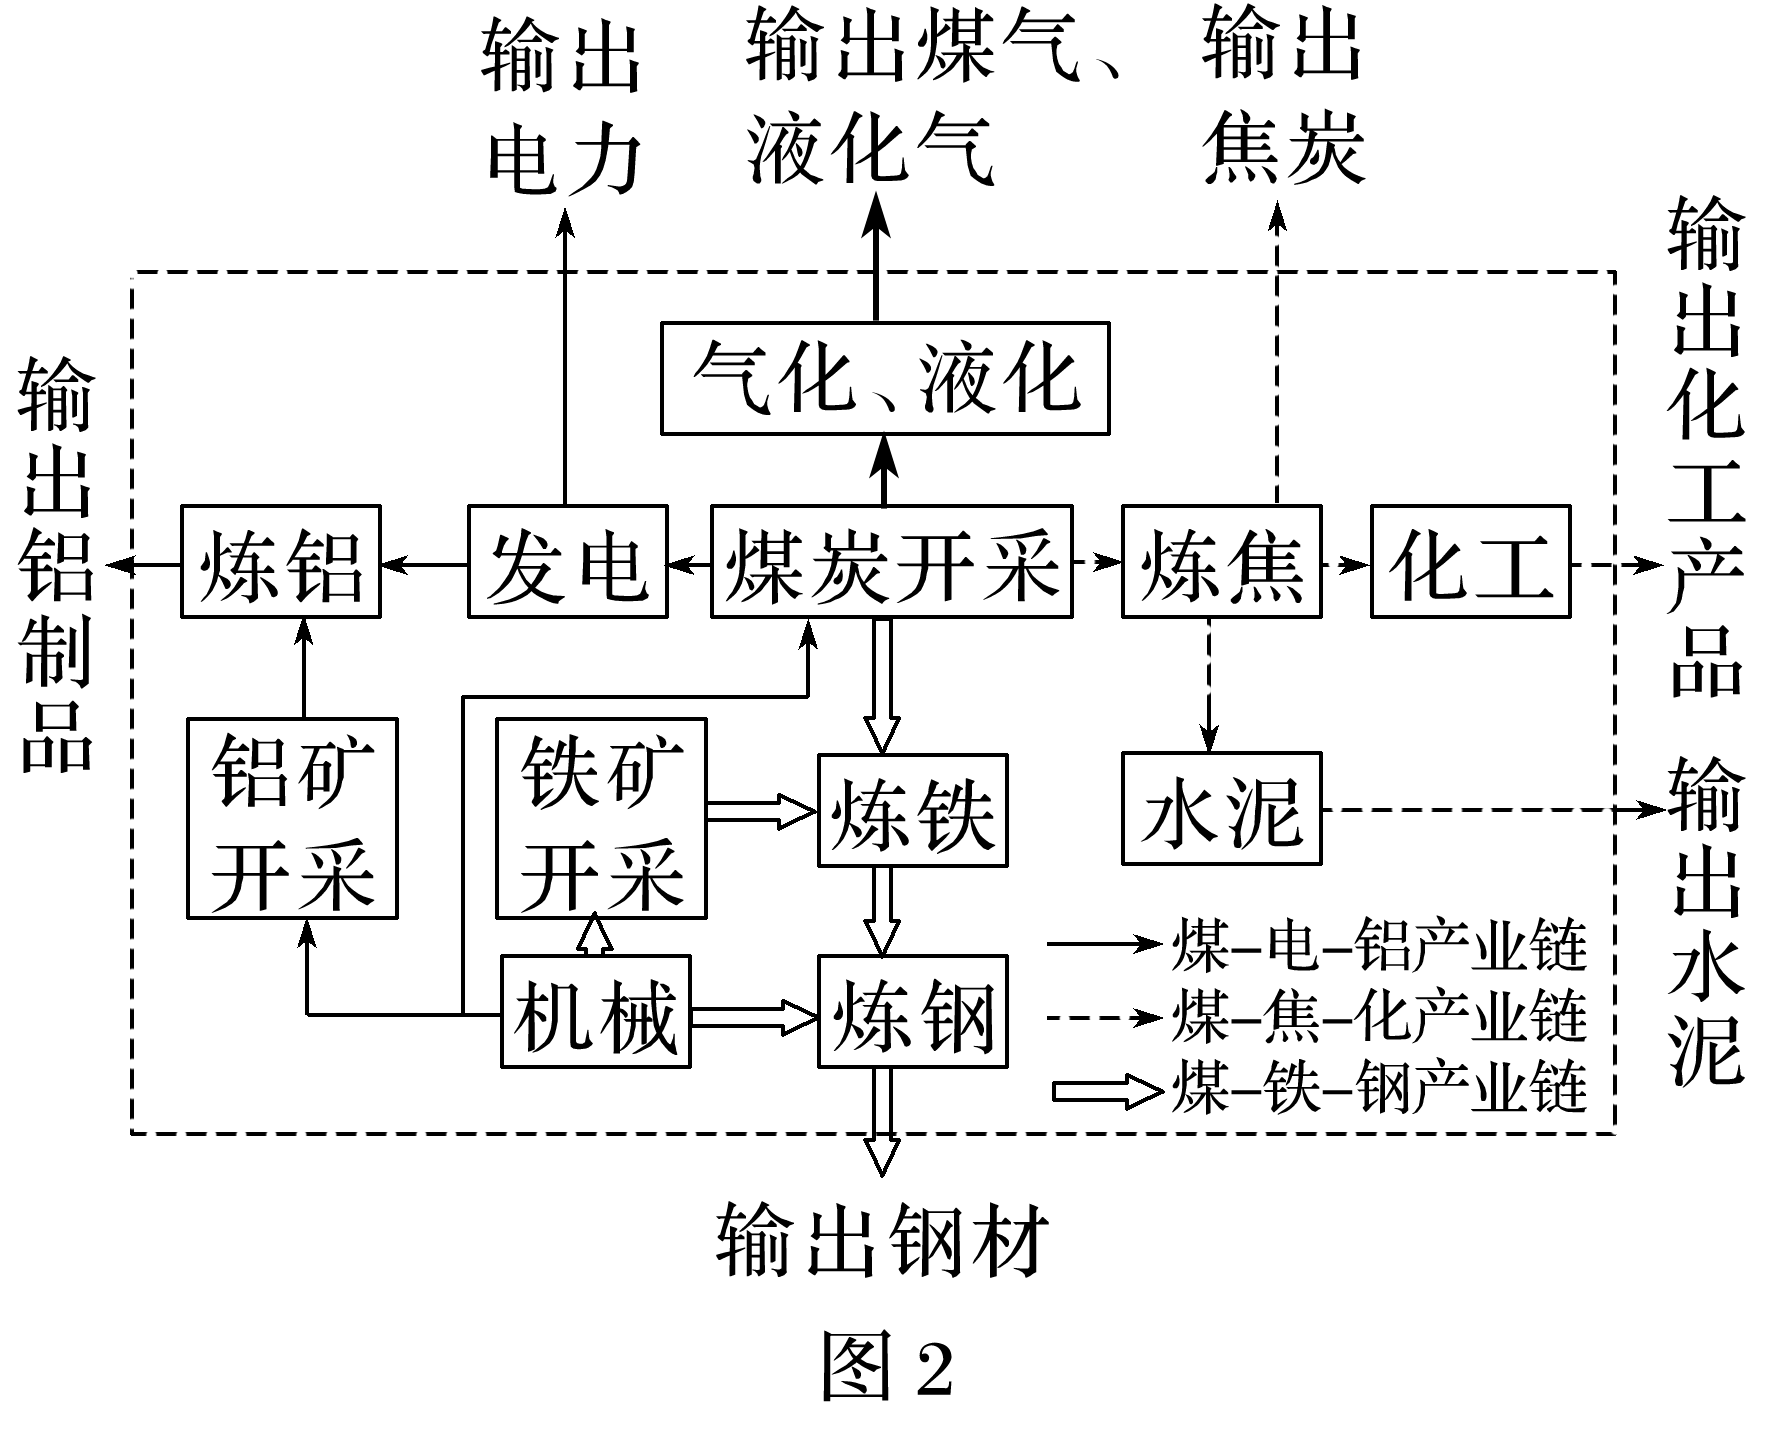 输出
电力
输出煤气、
液化气
输出
焦炭
输出化工产品
气化、液化
输出铝制品
炼铝
发电
煤炭开采
炼焦
化工
铝矿
开采
铁矿
开采
炼铁
水泥
输出水泥
机械
炼钢
煤–电–铝产业链
煤–焦–化产业链
煤–铁–钢产业链
输出钢材
图 2